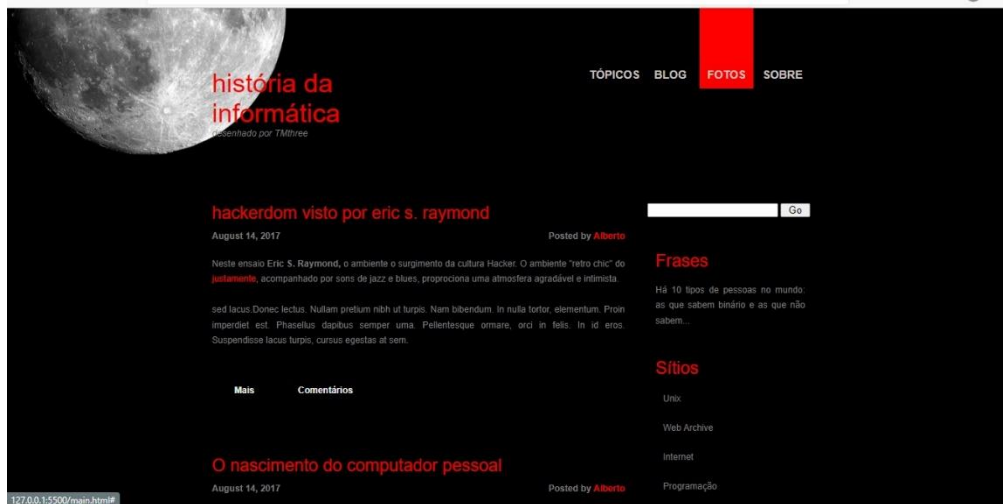 história da
informática
desenhado por TMthree
TÓPICOS BLOG FOTOS SOBRE
hackerdom visto por eric s. raymond
August 14, 2017 Posted by Alberto
Neste ensaio Eric S. Raymond, o ambiente o surgimento da cultura Hacker. O ambiente "retro chic" do
justamente, acompanhado por sons de jazz e blues, proprociona uma atmosfera agradável e intimista.
sed lacus.Donec lectus. Nullam pretium nibh ut turpis. Nam bibendum. In nulla tortor, elementum. Proin
imperdiet est. Phasellus dapibus semper uma. Pellentesque ornare, orci in felis. In id eros.
Suspendisse lacus turpis, cursus egestas at sem.
Mais Comentários
O nascimento do computador pessoal
August 14, 2017 Posted by Alberto
Go
Frases
Há 10 tipos de pessoas no mundo:
as que sabem binário e as que não
sabem...
Sítios
Unix
Web Archive
Internet
Programação
127.0.0.1:5500/main.html#